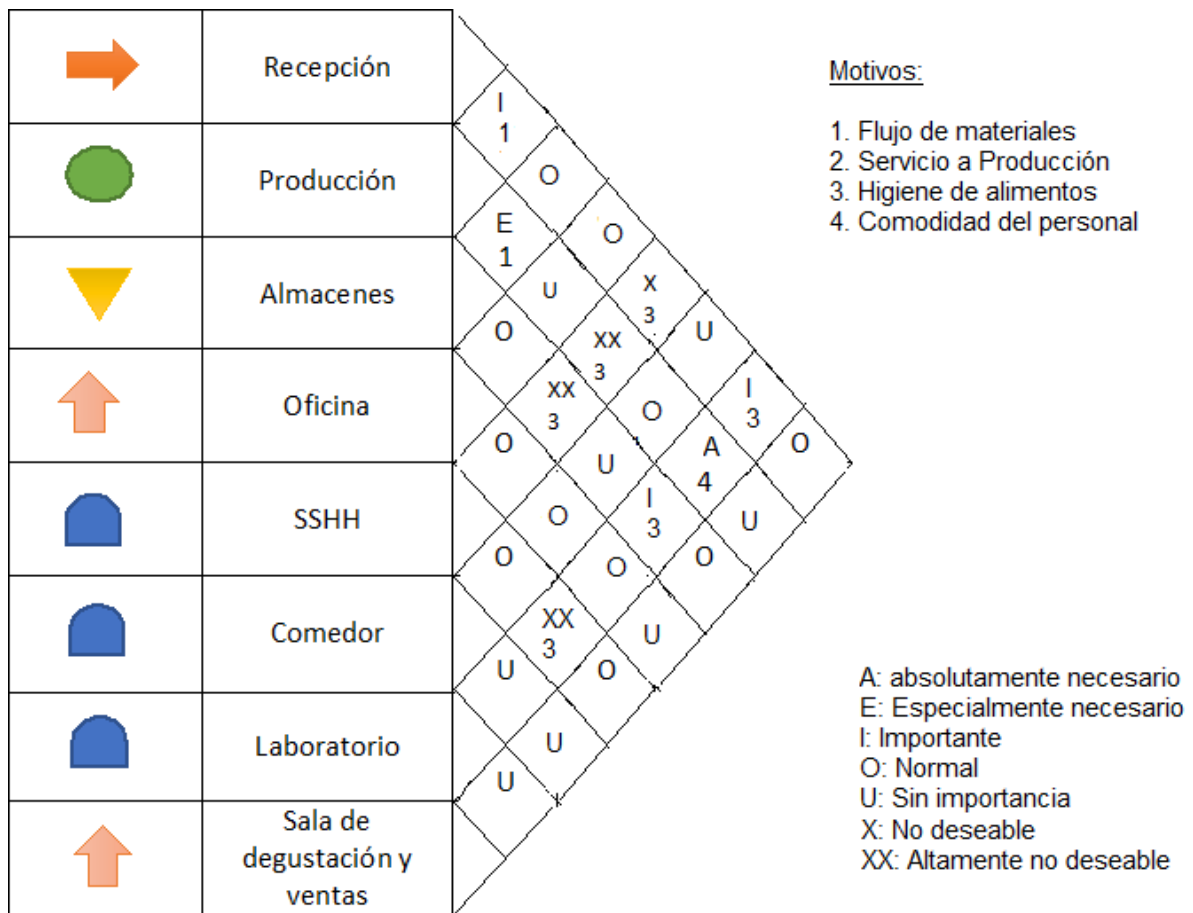 Recepción
Producción
Almacenes
Oficina
SSHH
Comedor
Laboratorio
Sala de
degustación y
ventas
I
1
O
E
1
O
U
X
3
O
XX
3
U
XX
3
O
I
3
O
U
A
4
O
O
I
3
U
O
O
O
XX
3
U
U
O
U
U
Motivos:
1. Flujo de materiales
2. Servicio a Producción
3. Higiene de alimentos
4. Comodidad del personal
A: absolutamente necesario
E: Especialmente necesario
I: Importante
O: Normal
U: Sin importancia
X: No deseable
XX: Altamente no deseable